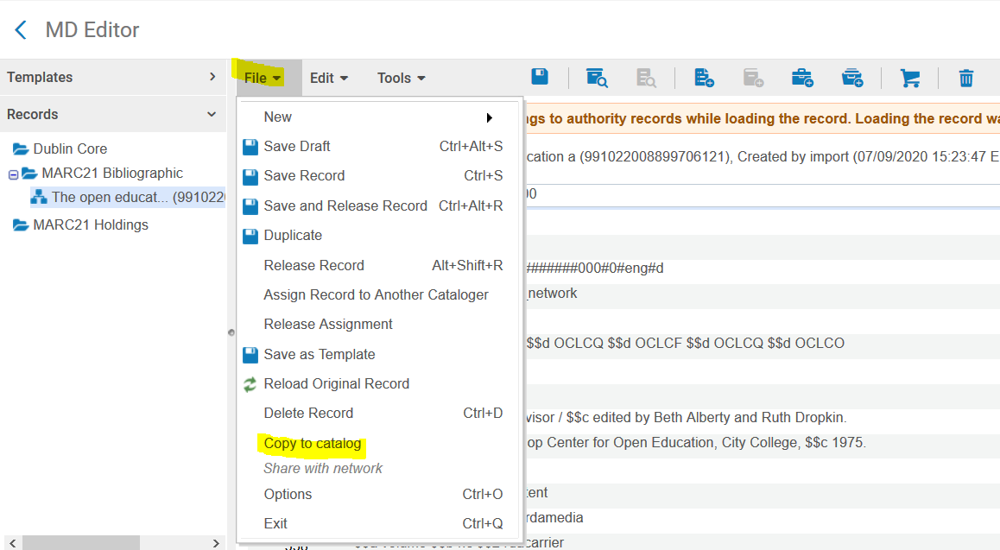 MD Editor
Templates
Records
Dublin Core
MARC21 Bibliographic
The open educat... (991022
MARC21 Holdings
File
Edit
Tools
New
Save Draft Ctrl+Alt+S
Save Record Ctrl+S
Save and Release Record Ctrl+Alt+R
Duplicate
Release Record Alt+Shift+R
Assign Record to Another Cataloger
Release Assignment
Save as Template
Reload Original Record
Delete Record Ctrl+D
Copy to catalog
Share with network
Options Ctrl+O
Exit Ctrl+Q
ngs to authority records while loading the record. Loading the record wa
cation a (991022008899706121), Created by import (07/09/2020 15:23:47 E
00
#######000#0#eng#d
_network
$$d OCLCQ $$d OCLCF $$d OCLCQ $$d OCLCO
visor / $$c edited by Beth Alberty and Ruth Dropkin.
op Center for Open Education, City College, $$c 1975.
tent
rdamedia
carrier